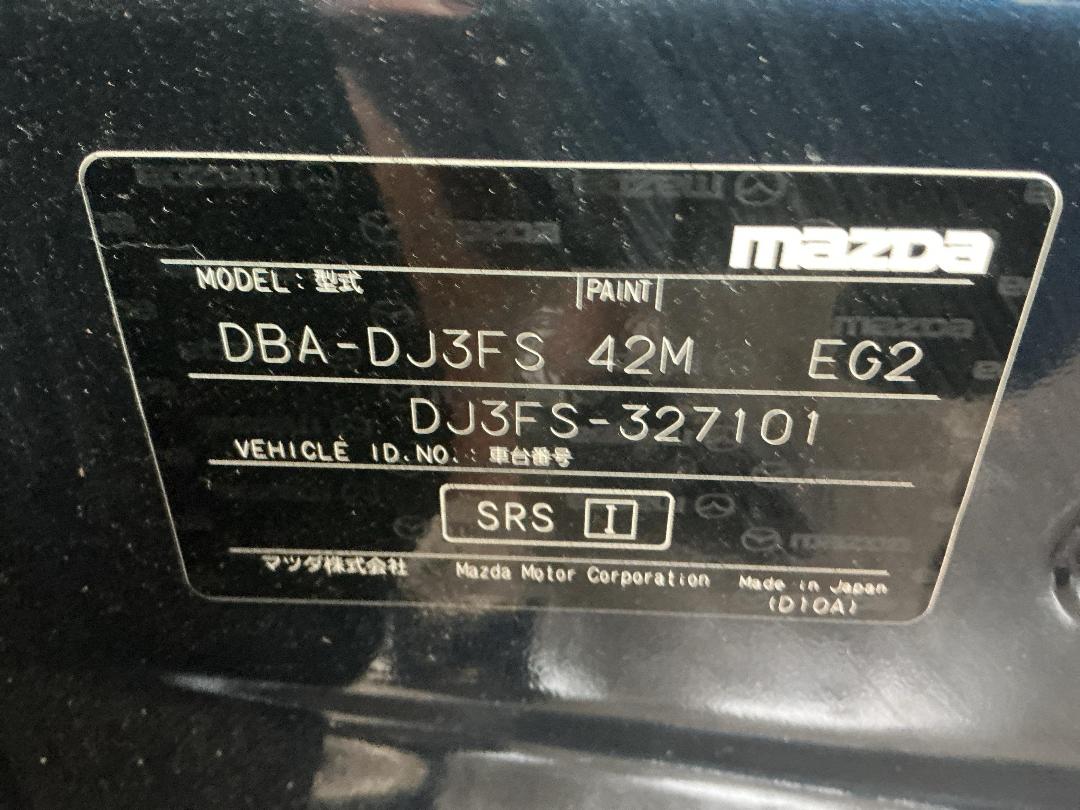 mazda
MODEL : 型式 PAINT
DBA-DJ3FS 42M EG2
DJ3FS-327101
VEHICLE ID.NO. : 車台番号
SRS I
マツダ株式会社 Mazda Motor Corporation Made in Japan
(D10A)